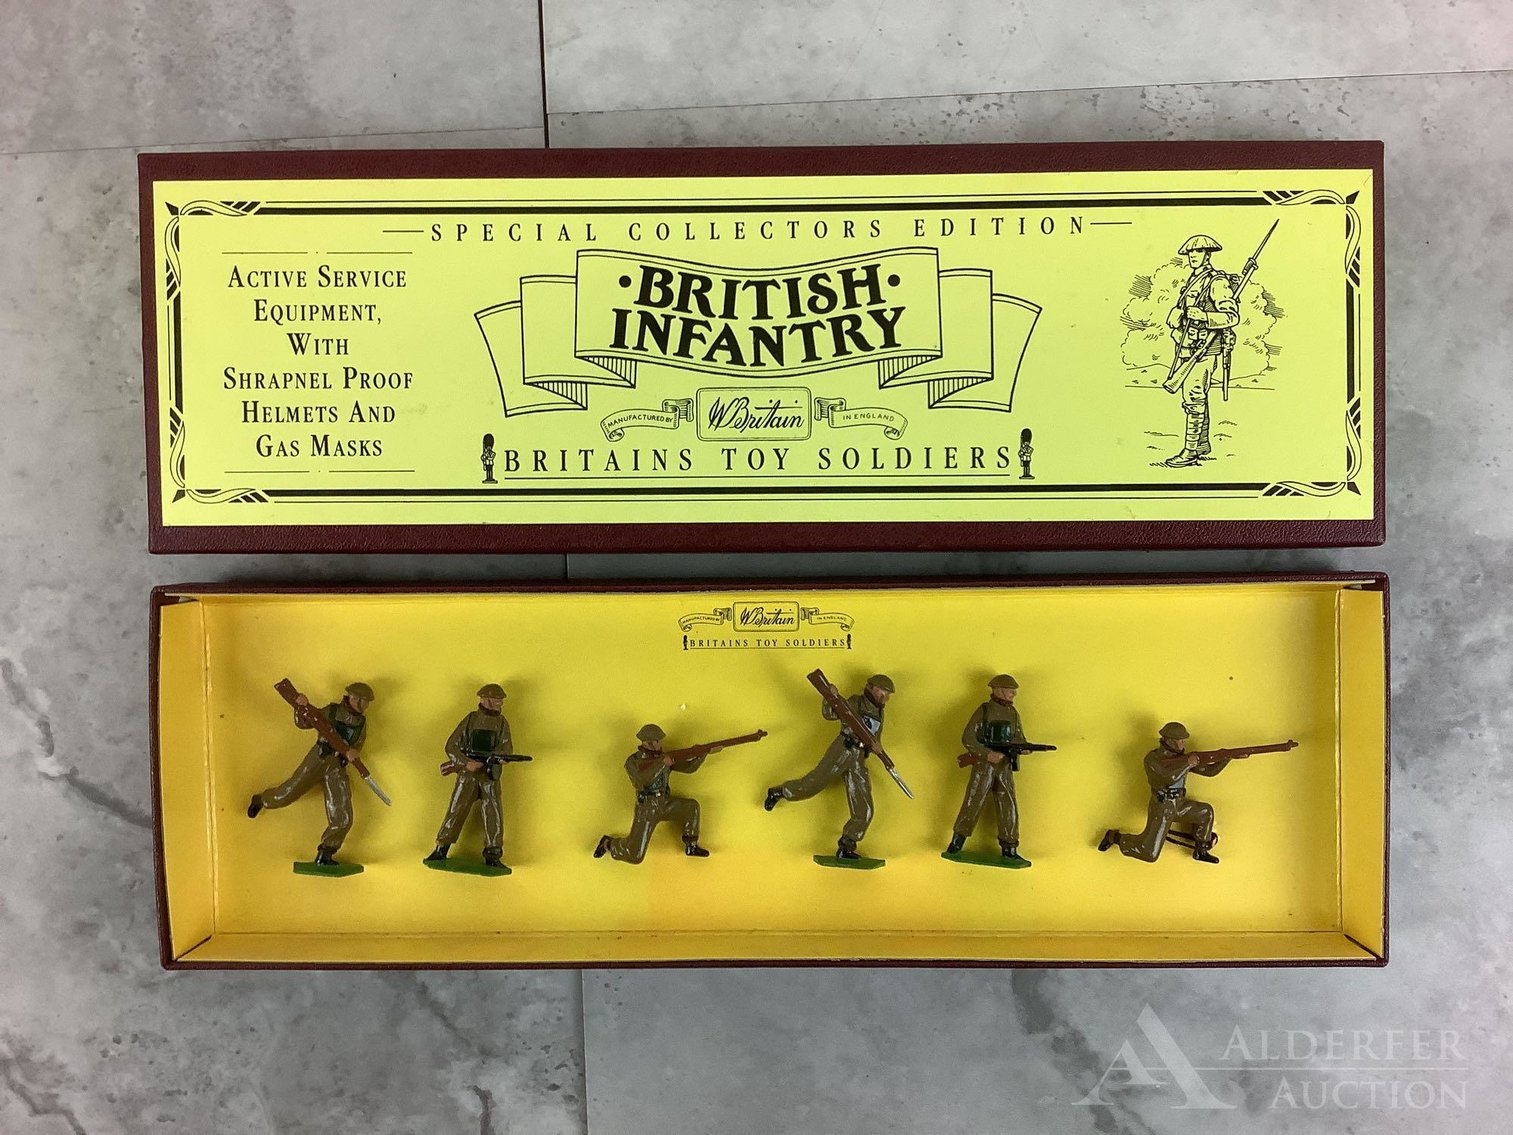 SPECIAL COLLECTORS EDITION
ACTIVE SERVICE
EQUIPMENT,
WITH
SHRAPNEL PROOF
HELMETS AND
GAS MASKS
·BRITISH·
INFANTRY
MANUFACTURED BY
W Britain
IN ENGLAND
BRITAINS TOY SOLDIERS
MANUFACTURED BY
W Britain
IN ENGLAND
BRITAINS TOY SOLDIERS
ALDERFER
AUCTION